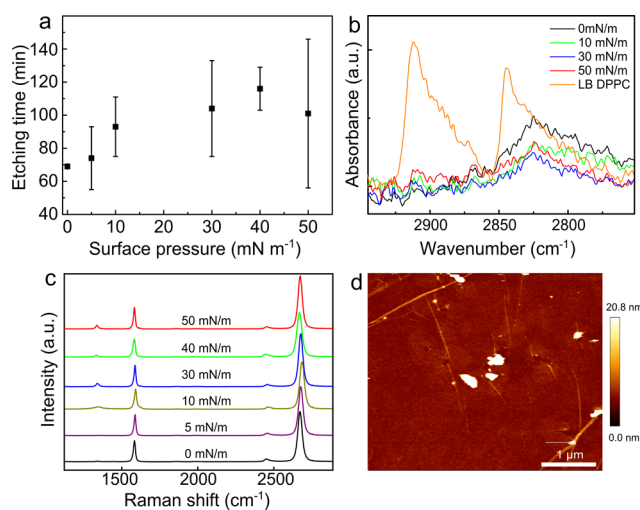 a
Etching time (min)
140
120
100
80
60
40
0 10 20 30 40 50
Surface pressure (mN m⁻¹)
b
Absorbance (a.u.)
0mN/m
10 mN/m
30 mN/m
50 mN/m
LB DPPC
2900 2850 2800
Wavenumber (cm⁻¹)
c
Intensity (a.u.)
50 mN/m
40 mN/m
30 mN/m
10 mN/m
5 mN/m
0 mN/m
1500 2000 2500
Raman shift (cm⁻¹)
d
20.8 nm
0.0 nm
1 µm